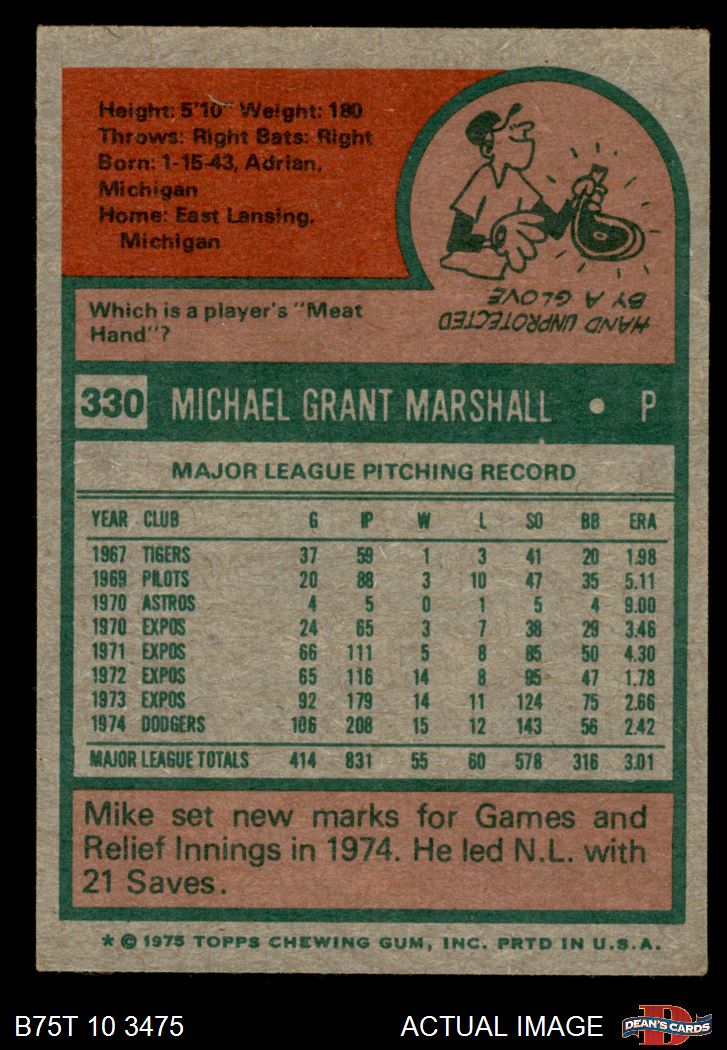 Height: 5'10" Weight: 180
Throws: Right Bats: Right
Born: 1-15-43, Adrian,
Michigan
Home: East Lansing,
Michigan
Which is a player's "Meat
Hand"?
HAND UNPROTECTED
BY A GLOVE
330 MICHAEL GRANT MARSHALL • P
MAJOR LEAGUE PITCHING RECORD
YEAR CLUB G IP W L SO BB ERA
1967 TIGERS 37 59 1 3 41 20 1.98
1969 PILOTS 20 88 3 10 47 35 5.11
1970 ASTROS 4 5 0 1 5 4 9.00
1970 EXPOS 24 65 3 7 38 29 3.46
1971 EXPOS 66 111 5 8 85 50 4.30
1972 EXPOS 65 116 14 8 95 47 1.78
1973 EXPOS 92 179 14 11 124 75 2.66
1974 DODGERS 106 208 15 12 143 56 2.42
MAJOR LEAGUE TOTALS 414 831 55 60 578 316 3.01
Mike set new marks for Games and
Relief Innings in 1974. He led N.L. with
21 Saves.
* © 1975 TOPPS CHEWING GUM, INC. PRTD IN U.S.A.
B75T 10 3475 ACTUAL IMAGE
D
DEAN'S CARDS